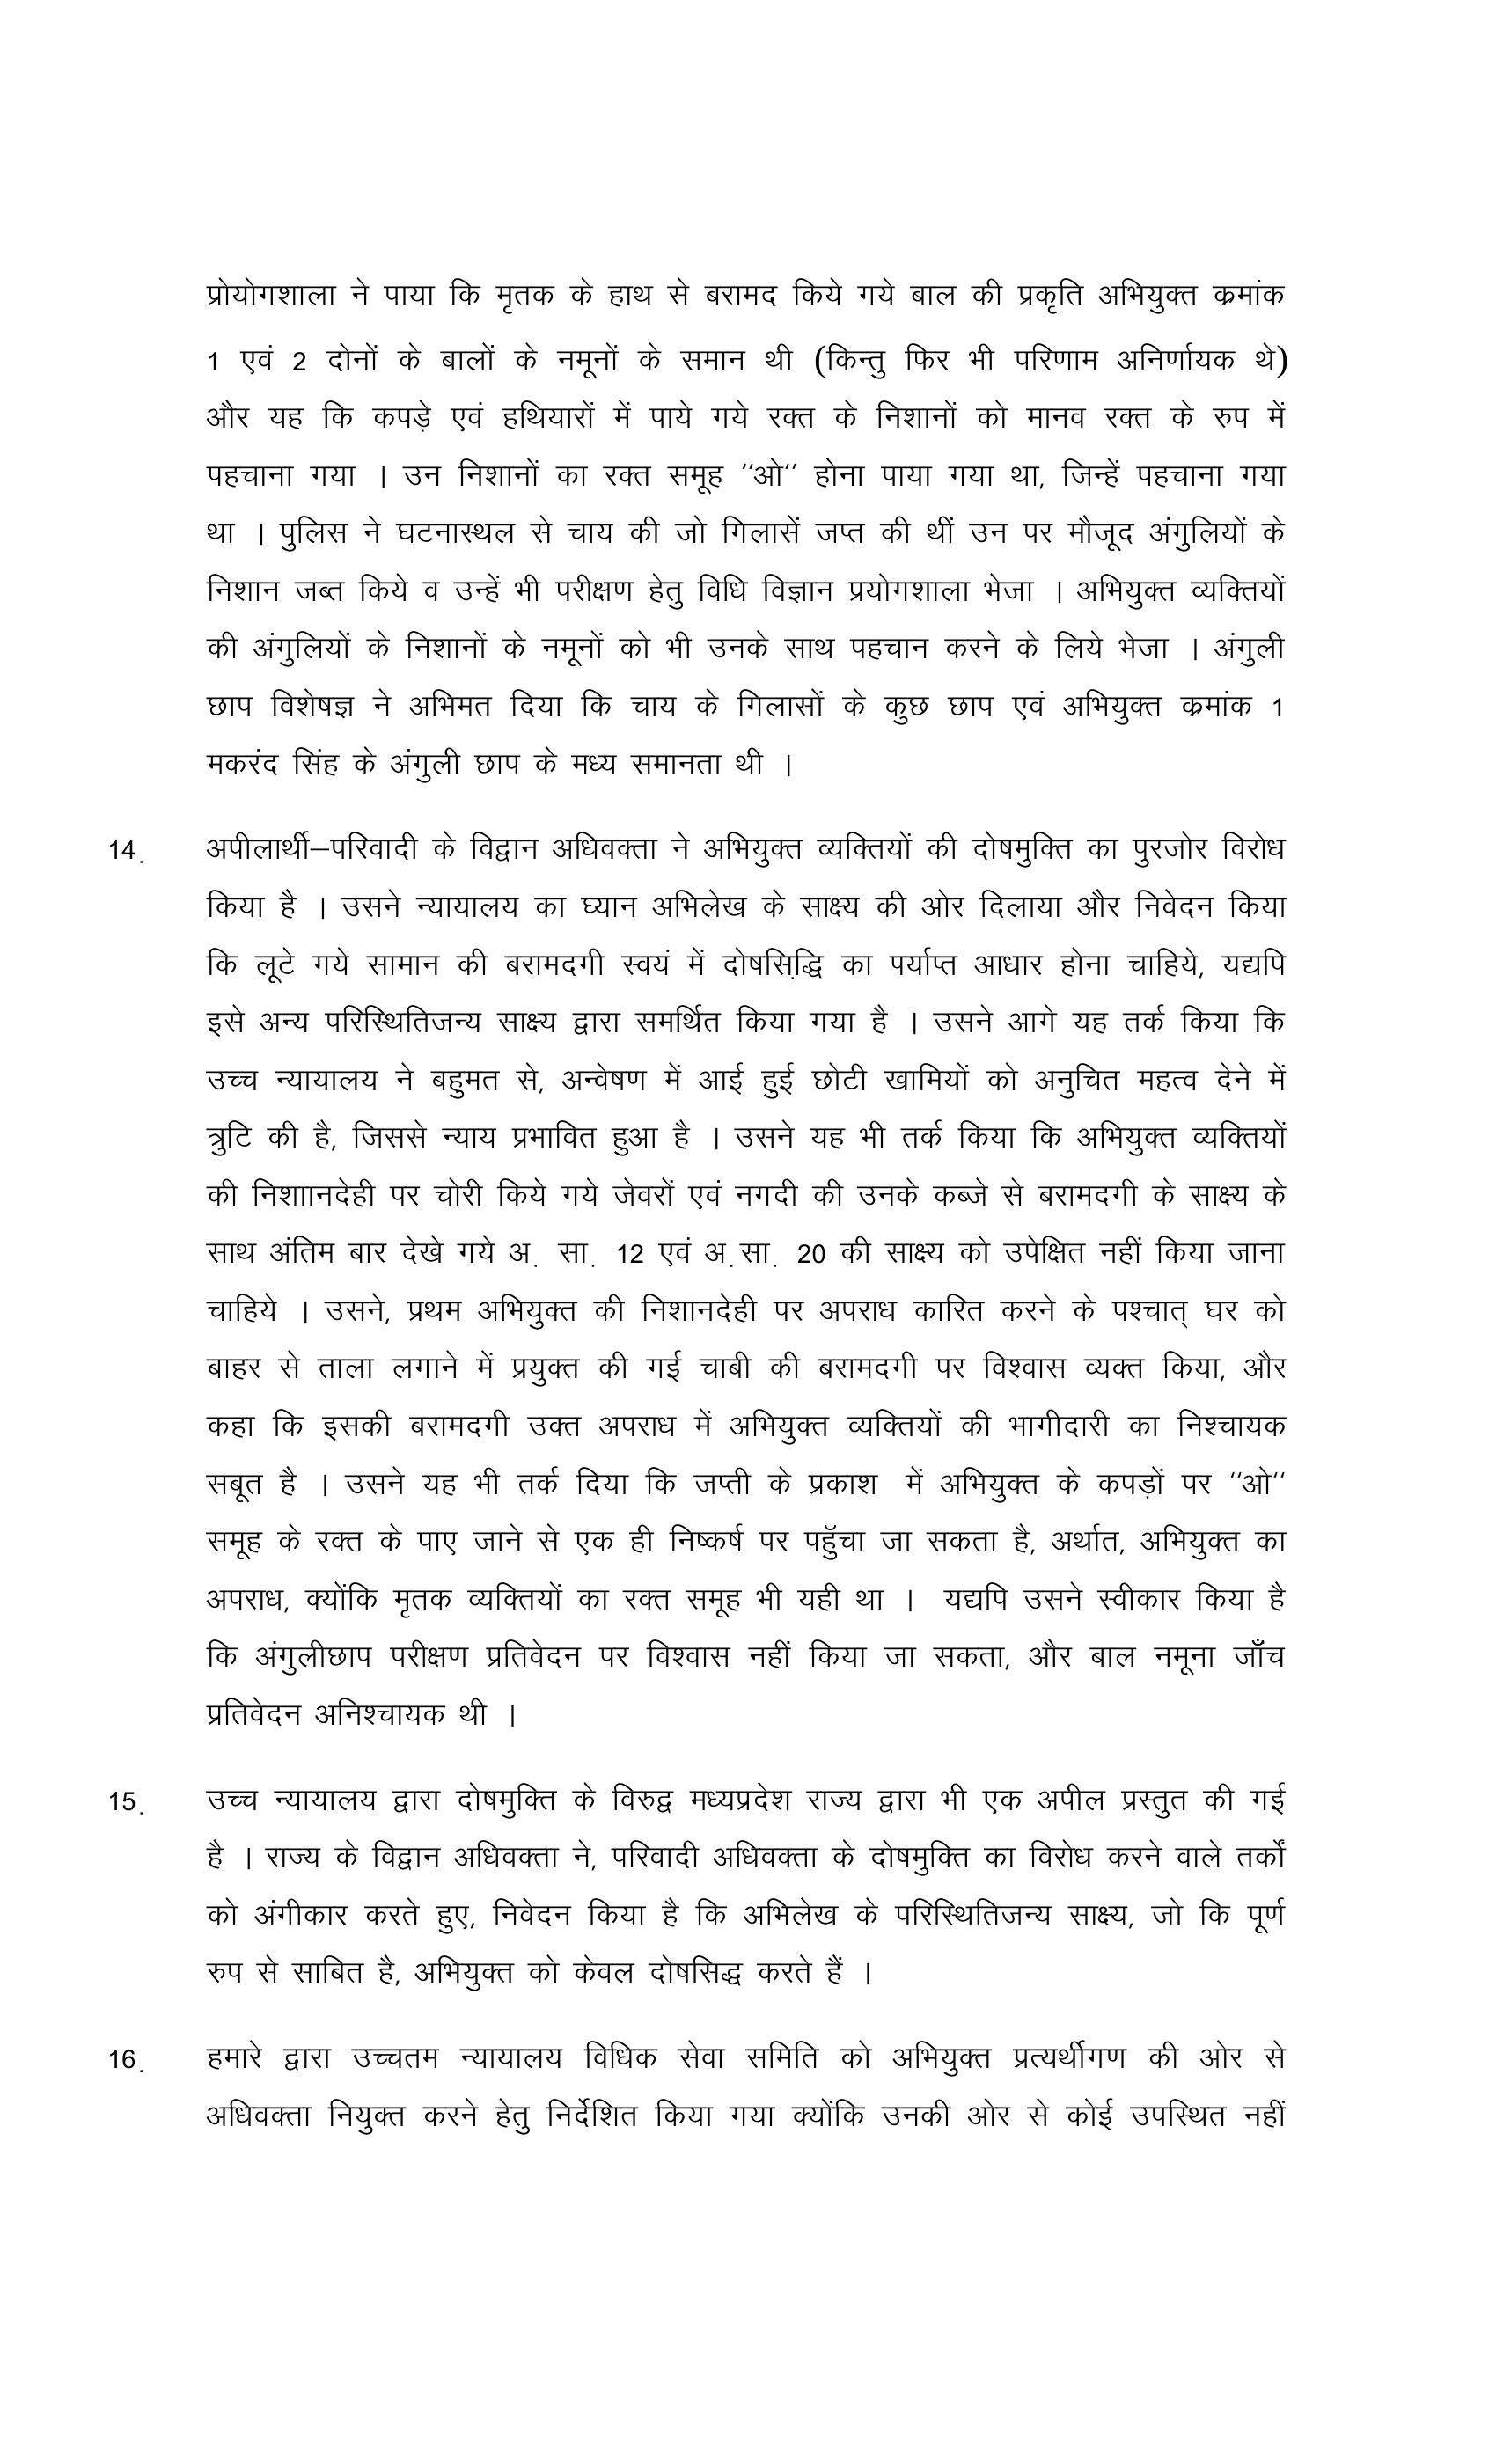 प्रोयोगशाला ने पाया कि मृतक के हाथ से बरामद किये गये बाल की प्रकृति अभियुक्त क्रमांक
1 एवं 2 दोनों के बालों के नमूनों के समान थी (किन्तु फिर भी परिणाम अनिर्णायक थे)
और यह कि कपड़े एवं हथियारों में पाये गये रक्त के निशानों को मानव रक्त के रुप में
पहचाना गया । उन निशानों का रक्त समूह "ओ" होना पाया गया था, जिन्हें पहचाना गया
था । पुलिस ने घटनास्थल से चाय की जो गिलासें जप्त की थीं उन पर मौजूद अंगुलियों के
निशान जब्त किये व उन्हें भी परीक्षण हेतु विधि विज्ञान प्रयोगशाला भेजा । अभियुक्त व्यक्तियों
की अंगुलियों के निशानों के नमूनों को भी उनके साथ पहचान करने के लिये भेजा । अंगुली
छाप विशेषज्ञ ने अभिमत दिया कि चाय के गिलासों के कुछ छाप एवं अभियुक्त क्रमांक 1
मकरंद सिंह के अंगुली छाप के मध्य समानता थी ।
14. अपीलार्थी–परिवादी के विद्वान अधिवक्ता ने अभियुक्त व्यक्तियों की दोषमुक्ति का पुरजोर विरोध
किया है । उसने न्यायालय का घ्यान अभिलेख के साक्ष्य की ओर दिलाया और निवेदन किया
कि लूटे गये सामान की बरामदगी स्वयं में दोषसि़द्धि का पर्याप्त आधार होना चाहिये, यद्यपि
इसे अन्य परिस्थितिजन्य साक्ष्य द्वारा समर्थित किया गया है । उसने आगे यह तर्क किया कि
उच्च न्यायालय ने बहुमत से, अन्वेषण में आई हुई छोटी खामियों को अनुचित महत्व देने में
त्रुटि की है, जिससे न्याय प्रभावित हुआ है । उसने यह भी तर्क किया कि अभियुक्त व्यक्तियों
की निशाानदेही पर चोरी किये गये जेवरों एवं नगदी की उनके कब्जे से बरामदगी के साक्ष्य के
साथ अंतिम बार देखे गये अ. सा. 12 एवं अ.सा. 20 की साक्ष्य को उपेक्षित नहीं किया जाना
चाहिये । उसने, प्रथम अभियुक्त की निशानदेही पर अपराध कारित करने के पश्चात् घर को
बाहर से ताला लगाने में प्रयुक्त की गई चाबी की बरामदगी पर विश्वास व्यक्त किया, और
कहा कि इसकी बरामदगी उक्त अपराध में अभियुक्त व्यक्तियों की भागीदारी का निश्चायक
सबूत है । उसने यह भी तर्क दिया कि जप्ती के प्रकाश में अभियुक्त के कपड़ों पर "ओ"
समूह के रक्त के पाए जाने से एक ही निष्कर्ष पर पहुॅचा जा सकता है, अर्थात, अभियुक्त का
अपराध, क्योंकि मृतक व्यक्तियों का रक्त समूह भी यही था । यद्यपि उसने स्वीकार किया है
कि अंगुलीछाप परीक्षण प्रतिवेदन पर विश्वास नहीं किया जा सकता, और बाल नमूना जाँच
प्रतिवेदन अनिश्चायक थी ।
15. उच्च न्यायालय द्वारा दोषमुक्ति के विरुद्व मध्यप्रदेश राज्य द्वारा भी एक अपील प्रस्तुत की गई
है । राज्य के विद्वान अधिवक्ता ने, परिवादी अधिवक्ता के दोषमुक्ति का विरोध करने वाले तर्कों
को अंगीकार करते हुए, निवेदन किया है कि अभिलेख के परिस्थितिजन्य साक्ष्य, जो कि पूर्ण
रुप से साबित है, अभियुक्त को केवल दोषसिद्ध करते हैं ।
16. हमारे द्वारा उच्चतम न्यायालय विधिक सेवा समिति को अभियुक्त प्रत्यर्थीगण की ओर से
अधिवक्ता नियुक्त करने हेतु निर्देशित किया गया क्योंकि उनकी ओर से कोई उपस्थित नहीं